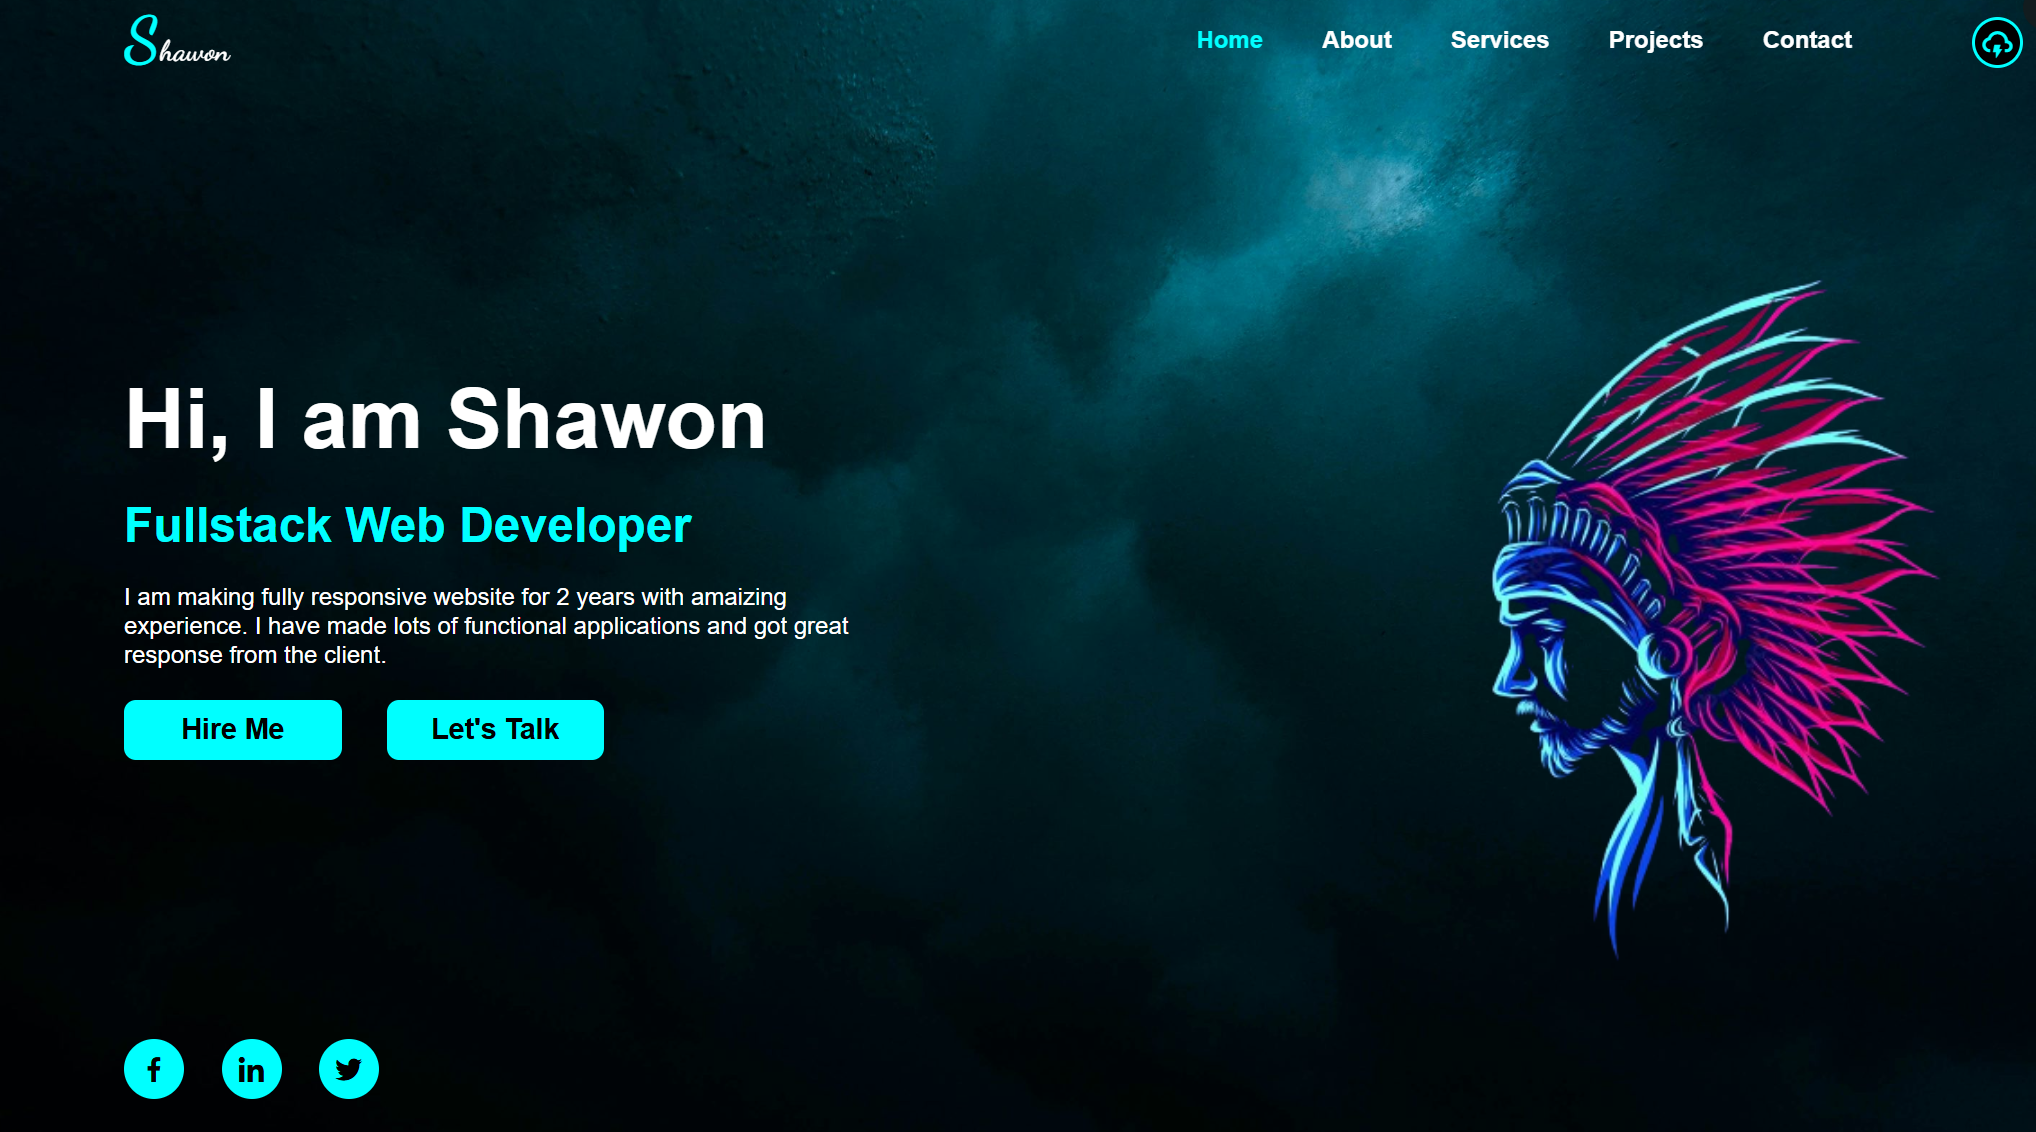 Shawon
Home About Services Projects Contact
Hi, I am Shawon
Fullstack Web Developer
I am making fully responsive website for 2 years with amaizing
experience. I have made lots of functional applications and got great
response from the client.
Hire Me Let's Talk